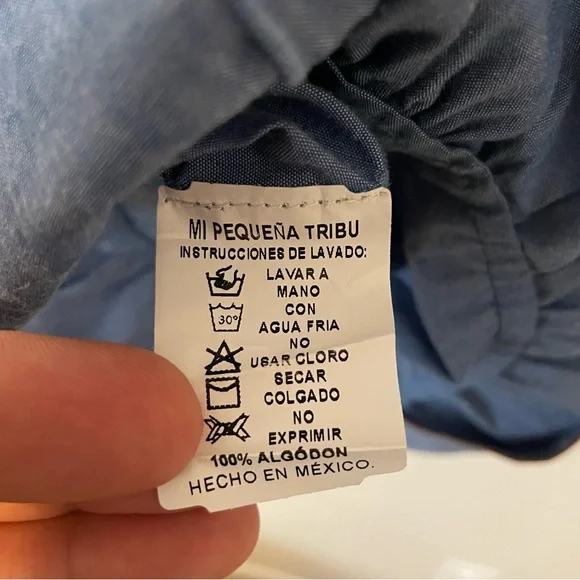 MI PEQUEÑA TRIBU
INSTRUCCIONES DE LAVADO:
LAVAR A
MANO
CON
30°
AGUA FRIA
NO
USAR CLORO
SECAR
COLGADO
NO
EXPRIMIR
100% ALGÓDON
HECHO EN MÉXICO.